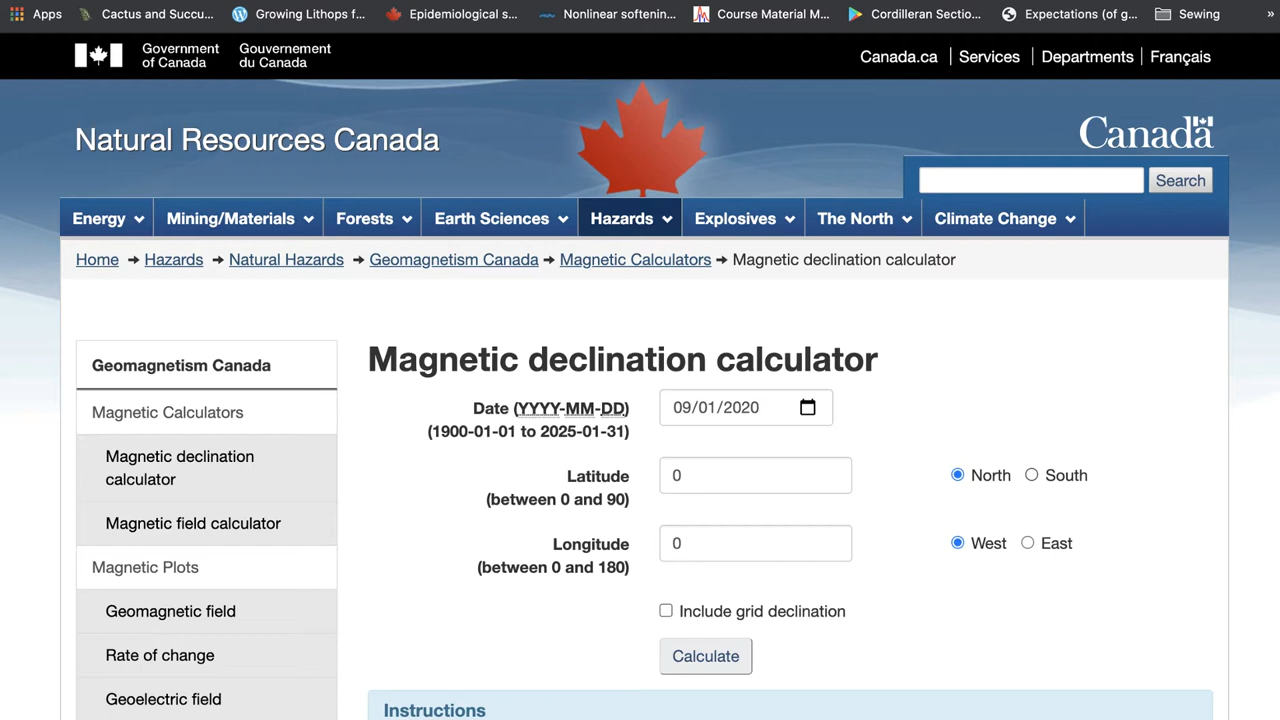 Apps Cactus and Succu... Growing Lithops f... Epidemiological s... Nonlinear softenin... Course Material M... Cordilleran Sectio... Expectations (of g... Sewing »
Government of Canada Gouvernement du Canada
Canada.ca Services Departments Français
Natural Resources Canada
Canada
Search
Energy Mining/Materials Forests Earth Sciences Hazards Explosives The North Climate Change
Home → Hazards → Natural Hazards → Geomagnetism Canada → Magnetic Calculators → Magnetic declination calculator
Geomagnetism Canada
Magnetic Calculators
Magnetic declination
calculator
Magnetic field calculator
Magnetic Plots
Geomagnetic field
Rate of change
Geoelectric field
Magnetic declination calculator
Date (YYYY-MM-DD) 09/01/2020
(1900-01-01 to 2025-01-31)
Latitude 0 North South
(between 0 and 90)
Longitude 0 West East
(between 0 and 180)
Include grid declination
Calculate
Instructions